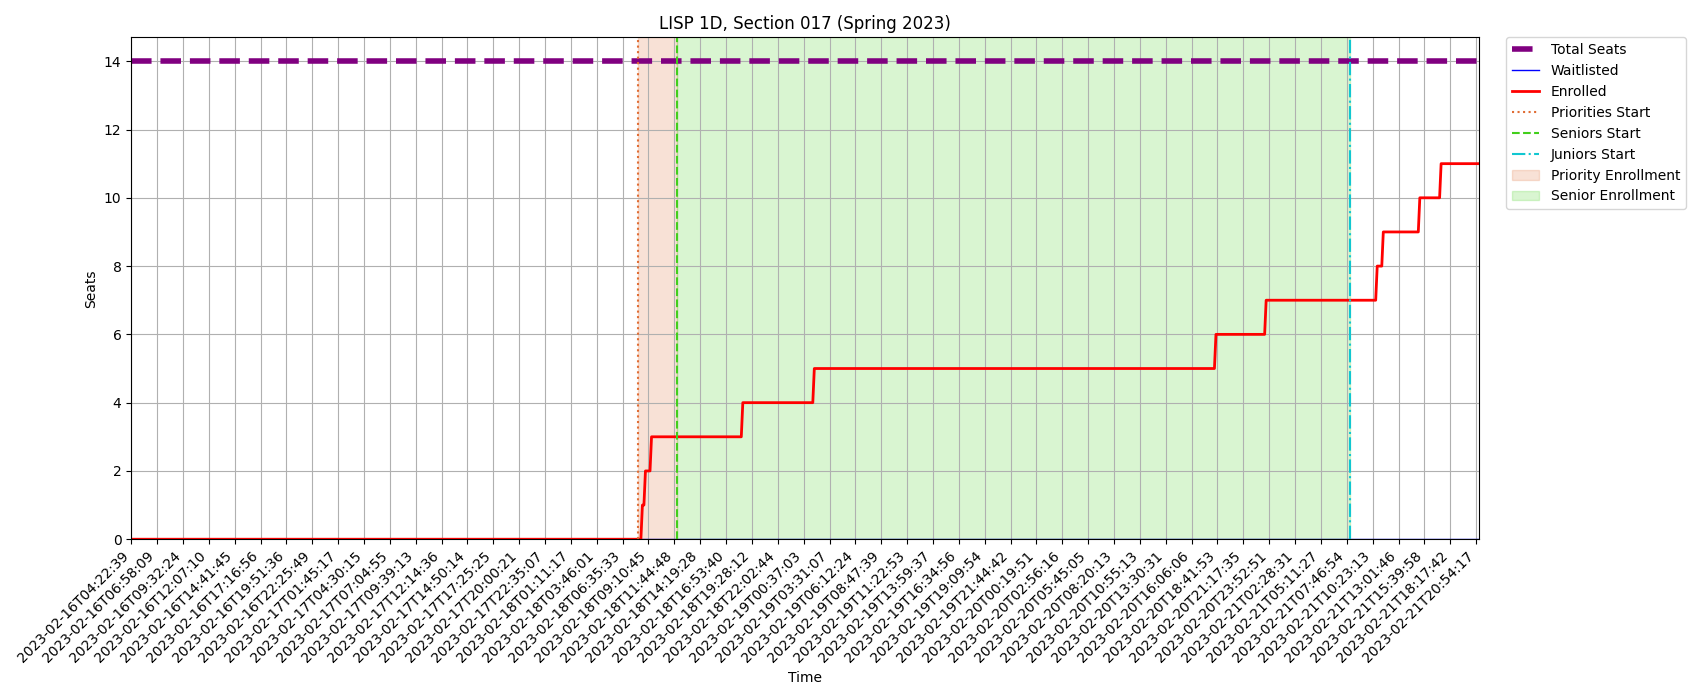 LISP 1D, Section 017 (Spring 2023)
Total Seats
Waitlisted
Enrolled
Priorities Start
Seniors Start
Juniors Start
Priority Enrollment
Senior Enrollment
Seats
14
12
10
8
6
4
2
0
2023-02-16T04:22:39
2023-02-16T06:58:09
2023-02-16T09:32:24
2023-02-16T12:07:10
2023-02-16T14:41:45
2023-02-16T17:16:56
2023-02-16T19:51:36
2023-02-16T22:25:49
2023-02-17T01:45:17
2023-02-17T04:30:15
2023-02-17T07:04:55
2023-02-17T09:39:13
2023-02-17T12:14:36
2023-02-17T14:50:14
2023-02-17T17:25:25
2023-02-17T20:00:21
2023-02-17T22:35:07
2023-02-18T01:11:17
2023-02-18T03:46:01
2023-02-18T06:35:33
2023-02-18T09:10:45
2023-02-18T11:44:48
2023-02-18T14:19:28
2023-02-18T16:53:40
2023-02-18T19:28:12
2023-02-18T22:02:44
2023-02-19T00:37:03
2023-02-19T03:31:07
2023-02-19T06:12:24
2023-02-19T08:47:39
2023-02-19T11:22:53
2023-02-19T13:59:37
2023-02-19T16:34:56
2023-02-19T19:09:54
2023-02-19T21:44:42
2023-02-20T00:19:51
2023-02-20T02:56:16
2023-02-20T05:45:05
2023-02-20T08:20:13
2023-02-20T10:55:13
2023-02-20T13:30:31
2023-02-20T16:06:06
2023-02-20T18:41:53
2023-02-20T21:17:35
2023-02-20T23:52:51
2023-02-21T02:28:31
2023-02-21T05:11:27
2023-02-21T07:46:54
2023-02-21T10:23:13
2023-02-21T13:01:46
2023-02-21T15:39:58
2023-02-21T18:17:42
2023-02-21T20:54:17
Time